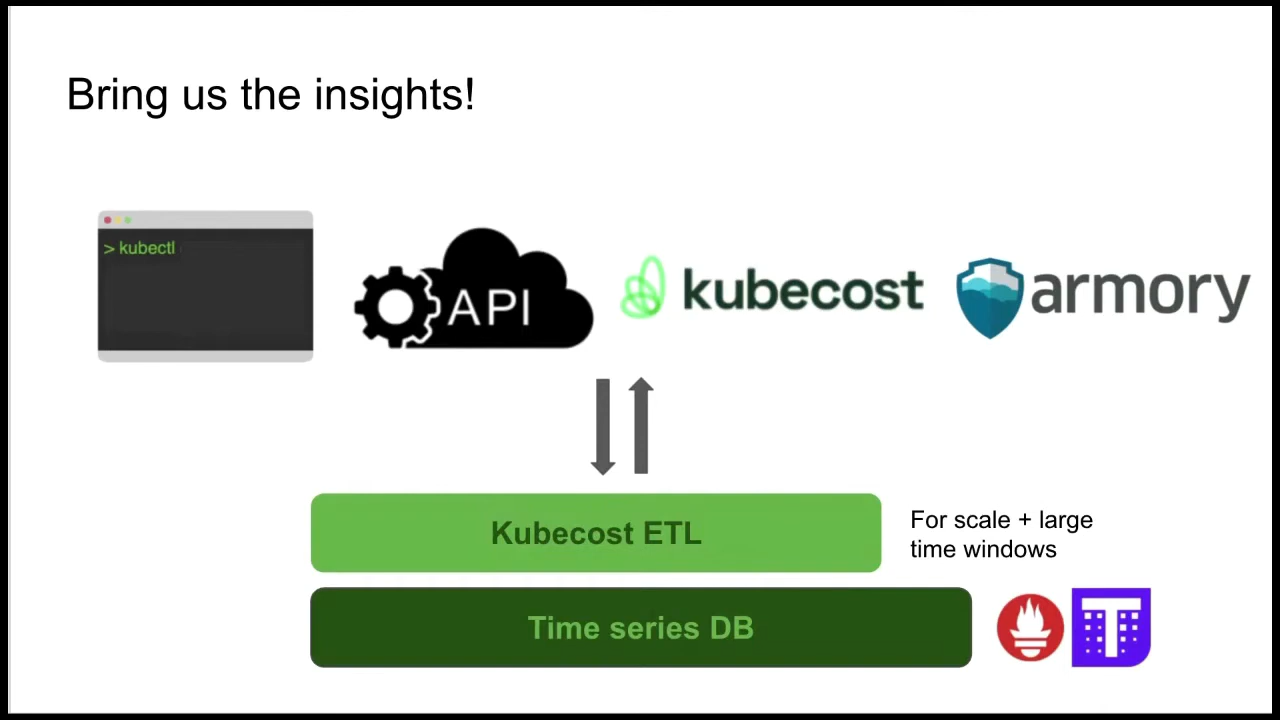 Bring us the insights!
> kubectl
API
kubecost
armory
Kubecost ETL
For scale + large
time windows
Time series DB
T